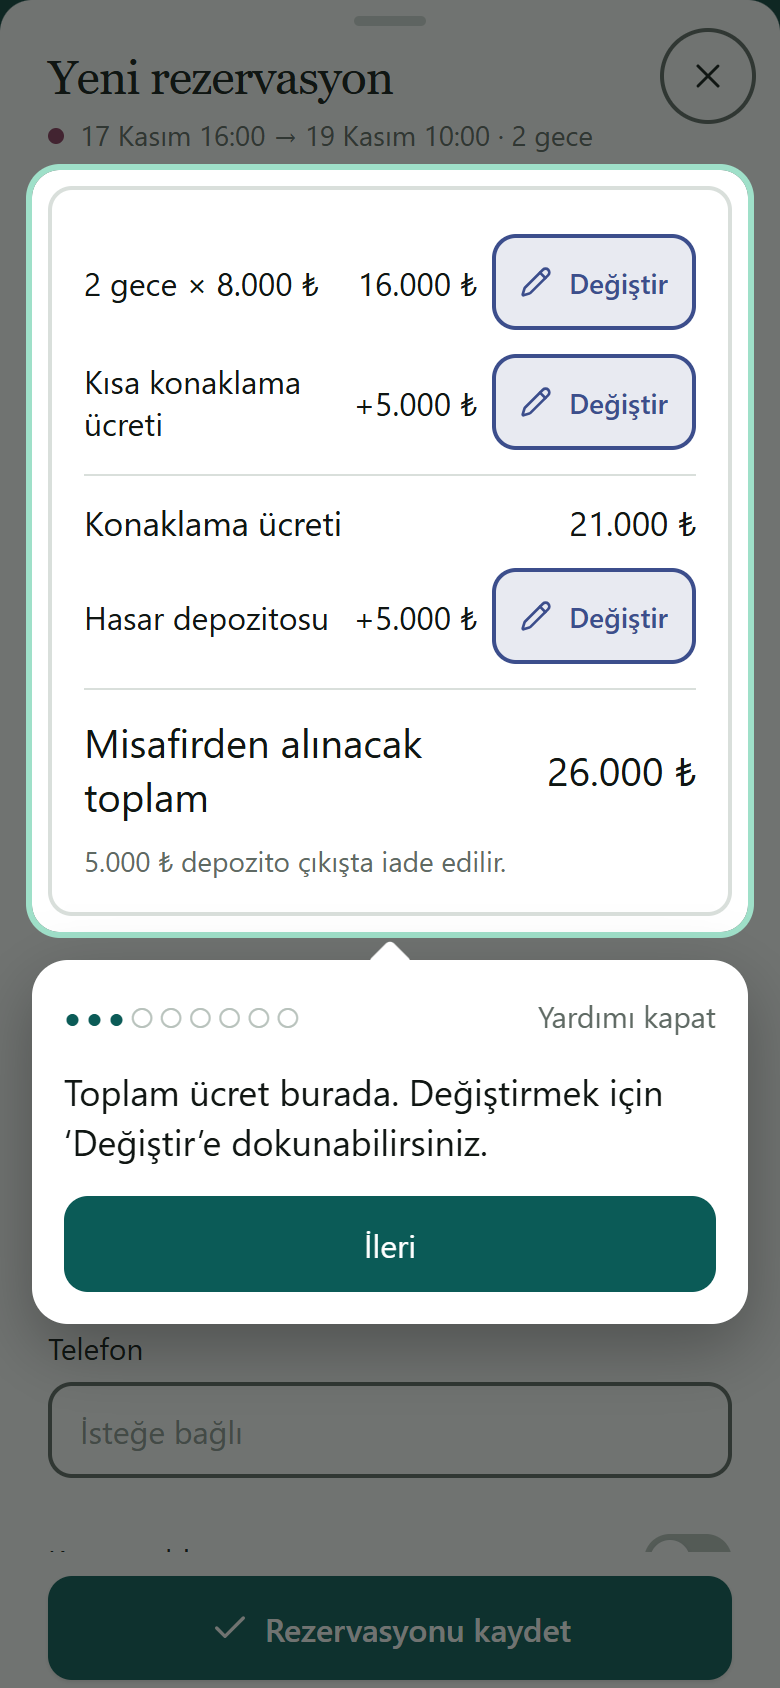 Yeni rezervasyon
17 Kasım 16:00 → 19 Kasım 10:00 · 2 gece
2 gece × 8.000 ₺ 16.000 ₺ Değiştir
Kısa konaklama
ücreti
+5.000 ₺ Değiştir
Konaklama ücreti 21.000 ₺
Hasar depozitosu +5.000 ₺ Değiştir
Misafirden alınacak
toplam
26.000 ₺
5.000 ₺ depozito çıkışta iade edilir.
Yardımı kapat
Toplam ücret burada. Değiştirmek için
‘Değiştir’e dokunabilirsiniz.
İleri
Telefon
İsteğe bağlı
Rezervasyonu kaydet